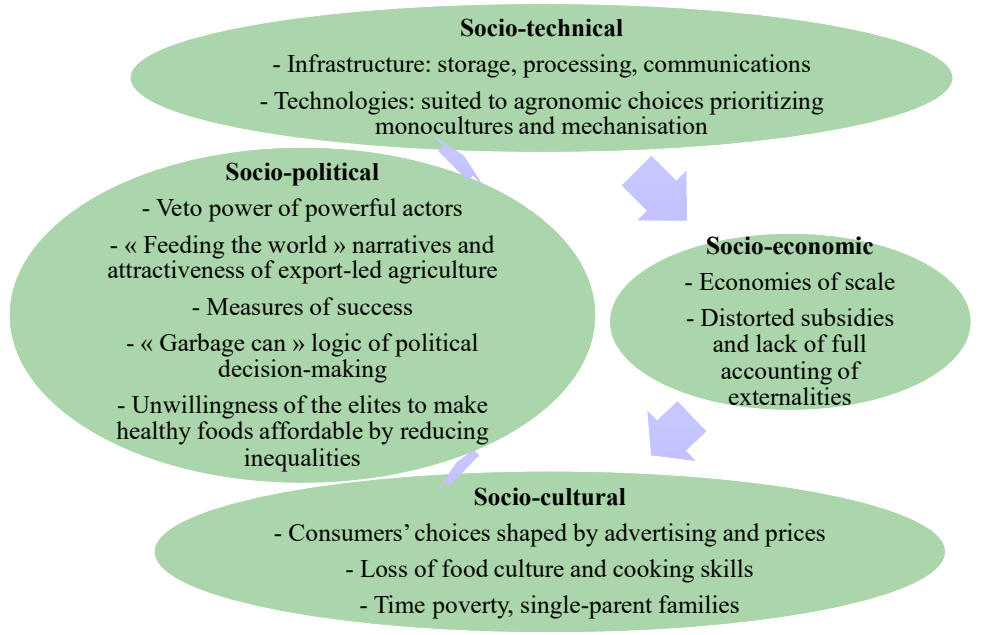 Socio-technical
- Infrastructure: storage, processing, communications
- Technologies: suited to agronomic choices prioritizing
monocultures and mechanisation
Socio-political
- Veto power of powerful actors
- « Feeding the world » narratives and
attractiveness of export-led agriculture
- Measures of success
- « Garbage can » logic of political
decision-making
- Unwillingness of the elites to make
healthy foods affordable by reducing
inequalities
Socio-economic
- Economies of scale
- Distorted subsidies
and lack of full
accounting of
externalities
Socio-cultural
- Consumers’ choices shaped by advertising and prices
- Loss of food culture and cooking skills
- Time poverty, single-parent families